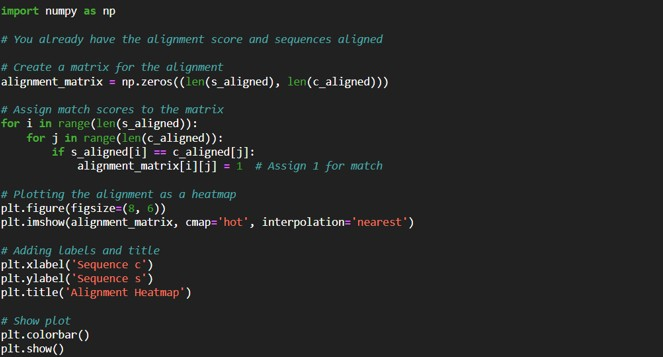 import numpy as np
# You already have the alignment score and sequences aligned
# Create a matrix for the alignment
alignment_matrix = np.zeros((len(s_aligned), len(c_aligned)))
# Assign match scores to the matrix
for i in range(len(s_aligned)):
    for j in range(len(c_aligned)):
        if s_aligned[i] == c_aligned[j]:
            alignment_matrix[i][j] = 1  # Assign 1 for match
# Plotting the alignment as a heatmap
plt.figure(figsize=(8, 6))
plt.imshow(alignment_matrix, cmap='hot', interpolation='nearest')
# Adding labels and title
plt.xlabel('Sequence c')
plt.ylabel('Sequence s')
plt.title('Alignment Heatmap')
# Show plot
plt.colorbar()
plt.show()